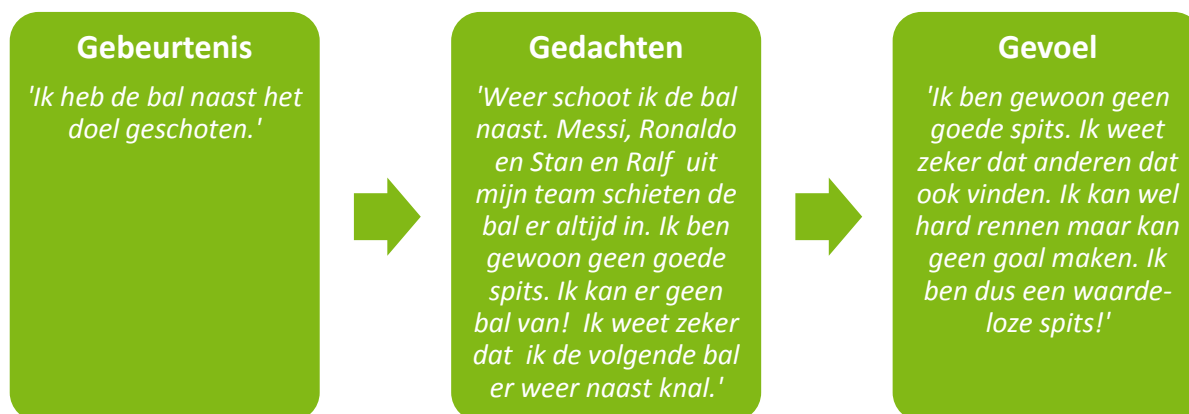 Gebeurtenis
'Ik heb de bal naast het
doel geschoten.'
Gedachten
'Weer schoot ik de bal
naast. Messi, Ronaldo
en Stan en Ralf  uit
mijn team schieten de
bal er altijd in. Ik ben
gewoon geen goede
spits. Ik kan er geen
bal van!  Ik weet zeker
dat  ik de volgende bal
er weer naast knal.'
Gevoel
'Ik ben gewoon geen
goede spits. Ik weet
zeker dat anderen dat
ook vinden. Ik kan wel
hard rennen maar kan
geen goal maken. Ik
ben dus een waarde-
loze spits!'